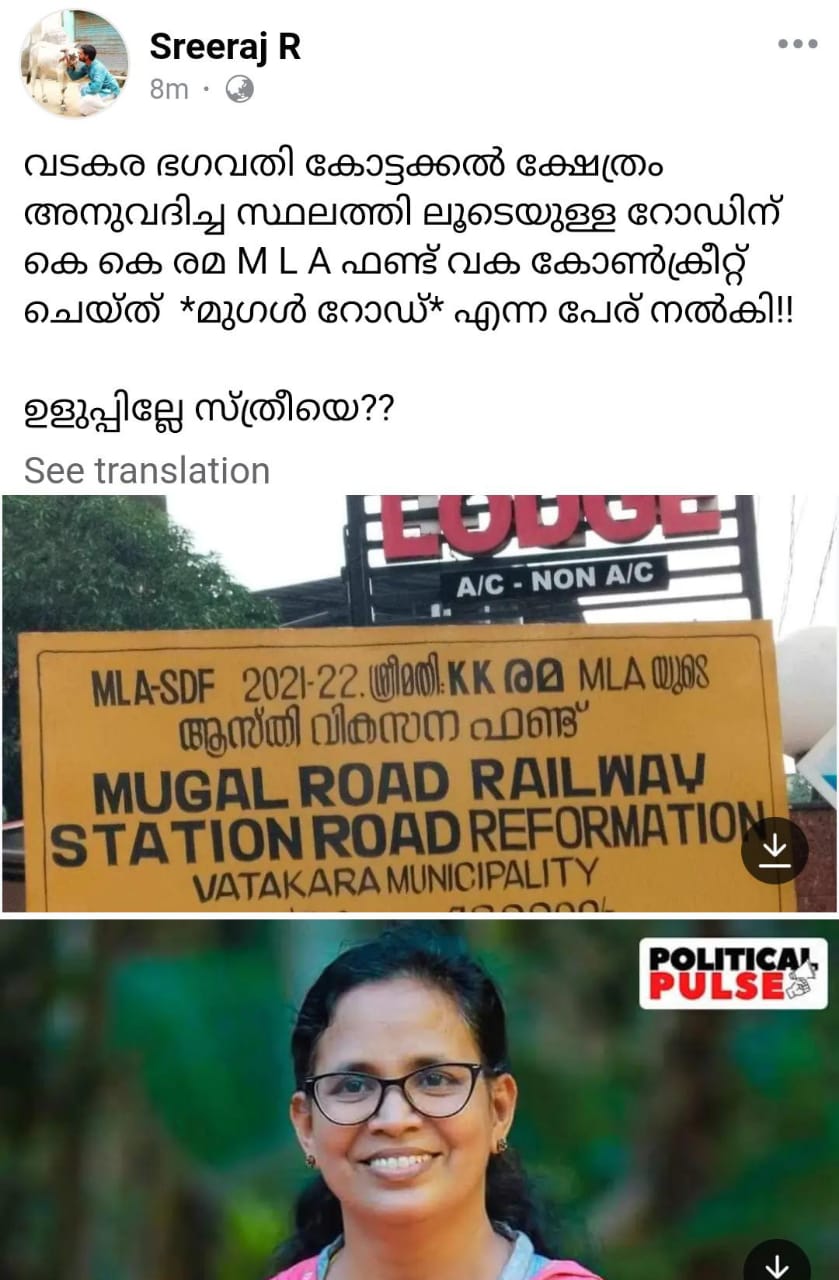 Sreeraj R
8m
വടകര ഭഗവതി കോട്ടക്കൽ ക്ഷേത്രം
അനുവദിച്ച സ്ഥലത്തി ലൂടെയുള്ള റോഡിന്
കെ കെ രമ M L A ഫണ്ട് വക കോൺക്രീറ്റ്
ചെയ്ത് *മുഗൾ റോഡ്* എന്ന പേര് നൽകി!!
ഉളുപ്പില്ലേ സ്ത്രീയെ??
See translation
LODGE
A/C - NON A/C
MLA-SDF 2021-22. ശ്രീമതി. KK രമ MLA യുടെ
ആസ്തി വികസന ഫണ്ട്
MUGAL ROAD RAILWAY
STATION ROAD REFORMATION
VATAKARA MUNICIPALITY
POLITICAL
PULSE